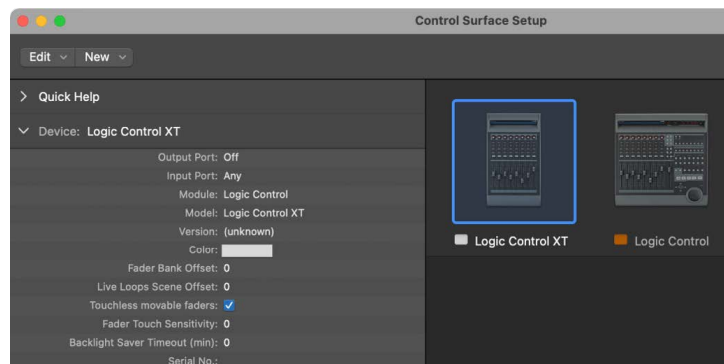 Control Surface Setup
Edit New
Quick Help
Device: Logic Control XT
Output Port: Off
Input Port: Any
Module: Logic Control
Model: Logic Control XT
Version: (unknown)
Color:
Fader Bank Offset: 0
Live Loops Scene Offset: 0
Touchless movable faders:
Fader Touch Sensitivity: 0
Backlight Saver Timeout (min): 0
Serial No.:
Logic Control XT
Logic Control